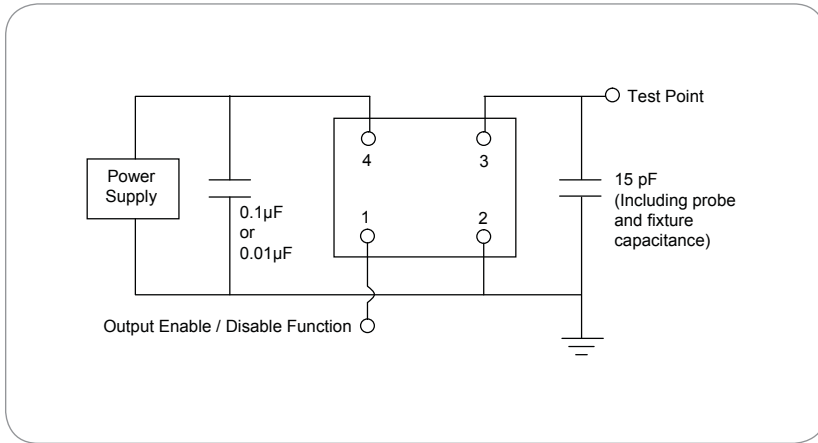 Test Point
4
3
Power
Supply
0.1µF
or
0.01µF
1
2
15 pF
(Including probe
and fixture
capacitance)
Output Enable / Disable Function